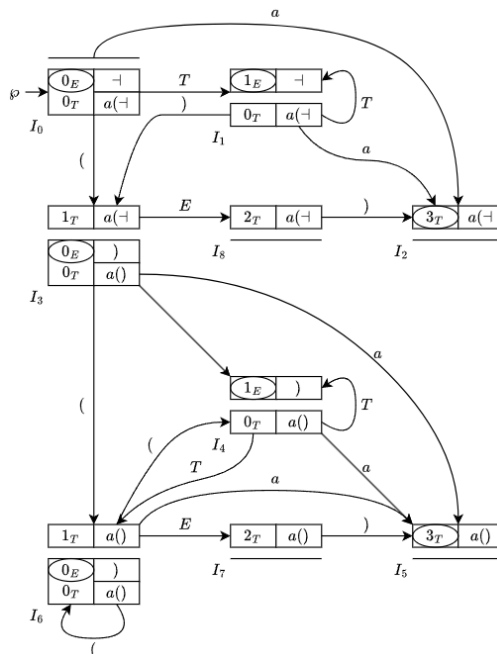 a
0_E ⊣ T 1_E ⊣
℘ 0_T a(⊣ ) 0_T a(⊣ T
I_0 I_1
( a
1_T a(⊣ E 2_T a(⊣ ) 3_T a(⊣
0_E ) I_8 I_2
0_T a()
I_3
a
1_E )
( ( 0_T a() T
I_4
T a
a
1_T a() E 2_T a() ) 3_T a()
0_E ) I_7 I_5
0_T a()
I_6
(